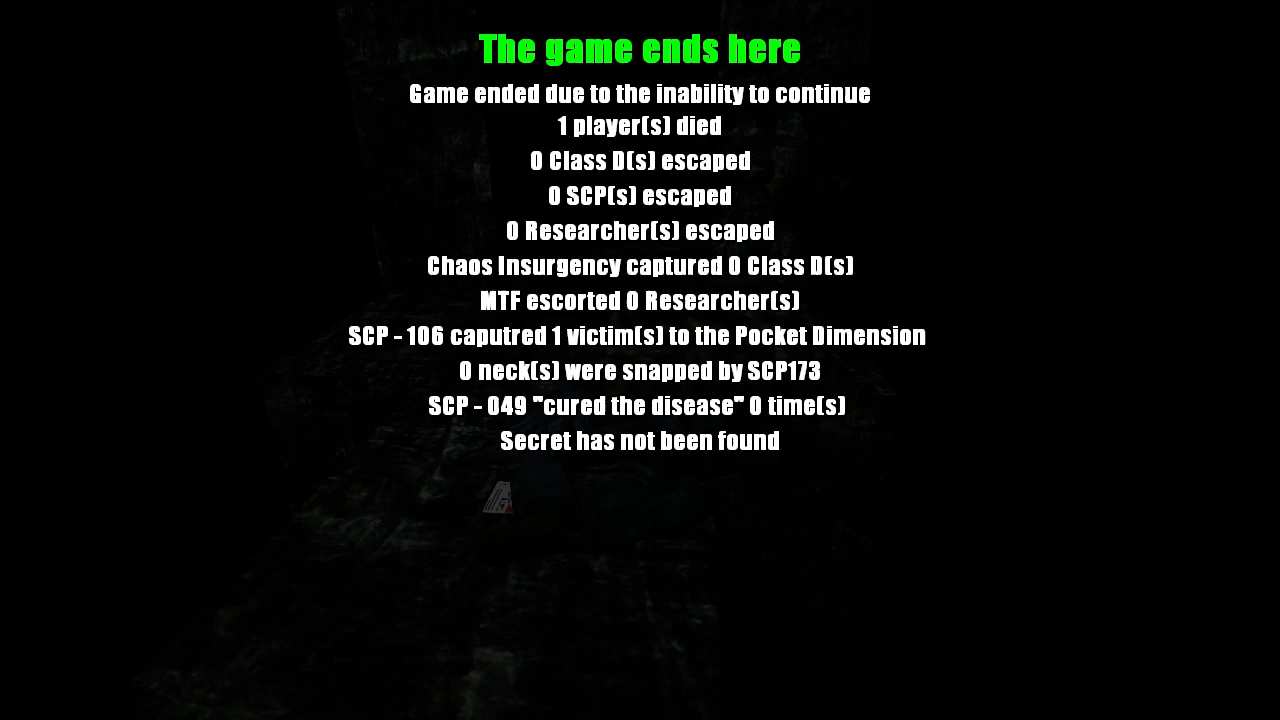 The game ends here
Game ended due to the inability to continue
1 player(s) died
0 Class D(s) escaped
0 SCP(s) escaped
0 Researcher(s) escaped
Chaos Insurgency captured 0 Class D(s)
MTF escorted 0 Researcher(s)
SCP - 106 caputred 1 victim(s) to the Pocket Dimension
0 neck(s) were snapped by SCP173
SCP - 049 "cured the disease" 0 time(s)
Secret has not been found